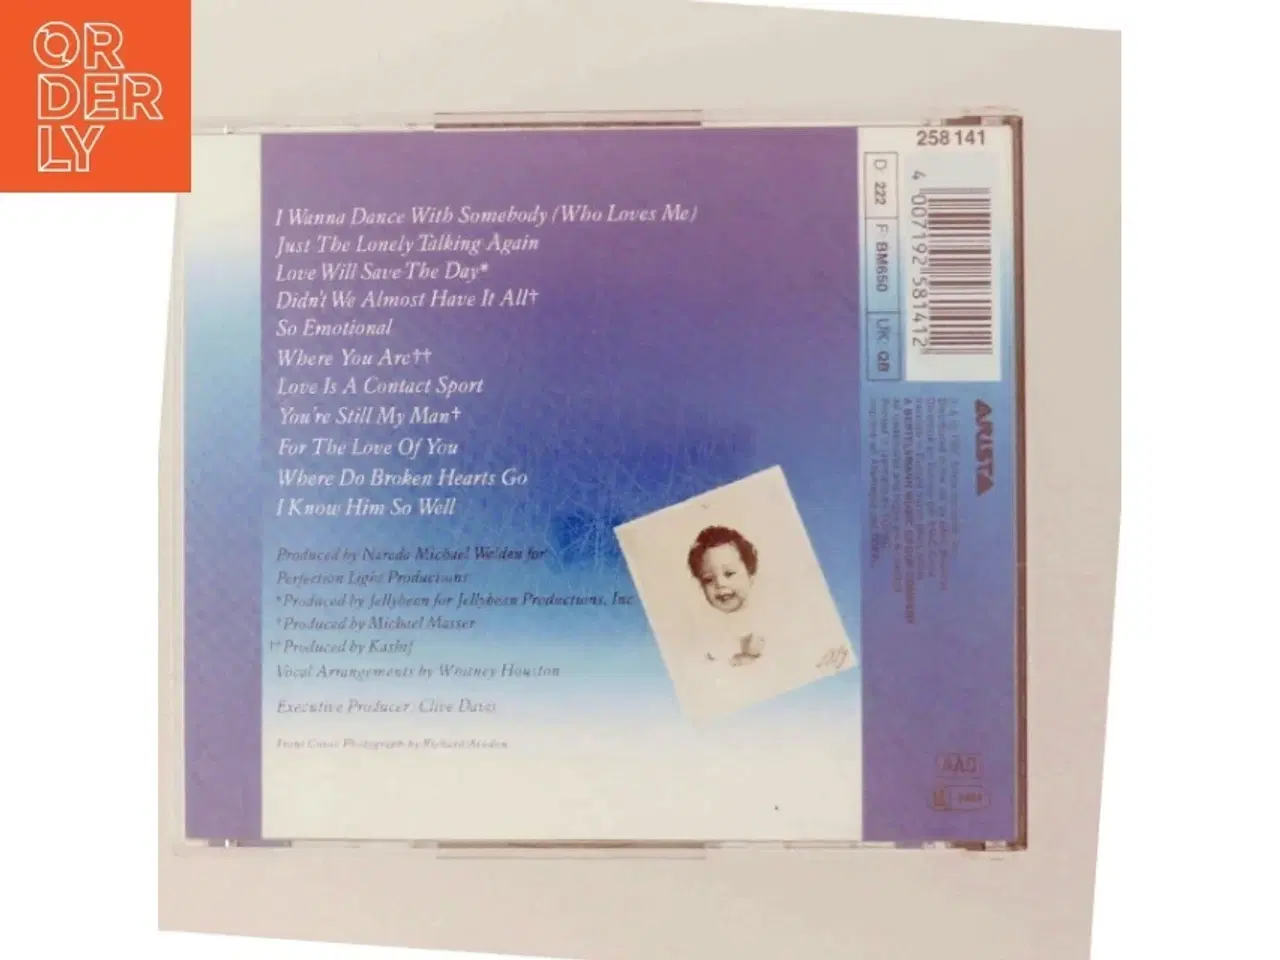 ORDERLY
258 141
I Wanna Dance With Somebody (Who Loves Me)
Just The Lonely Talking Again
Love Will Save The Day*
Didn't We Almost Have It All†
So Emotional
Where You Are††
Love Is A Contact Sport
You're Still My Man†
For The Love Of You
Where Do Broken Hearts Go
I Know Him So Well
Produced by Narada Michael Walden for
Perfection Light Productions
*Produced by Jellybean for Jellybean Productions, Inc
†Produced by Michael Masser
††Produced by Kashif
Vocal Arrangements by Whitney Houston
Executive Producer: Clive Davis
Front Cover Photograph by Richard Avedon
4 007192 581412
D: 222
F: BM650
UK: QB
ARISTA
A BERTELSMANN MUSIC GROUP COMPANY
AAD